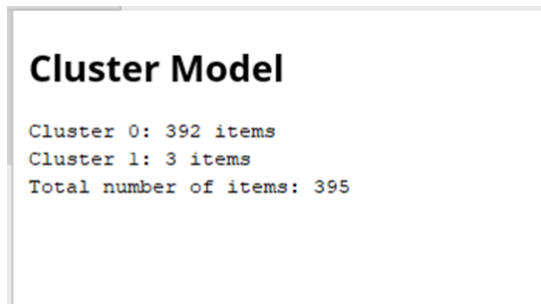 Cluster Model
Cluster 0: 392 items
Cluster 1: 3 items
Total number of items: 395